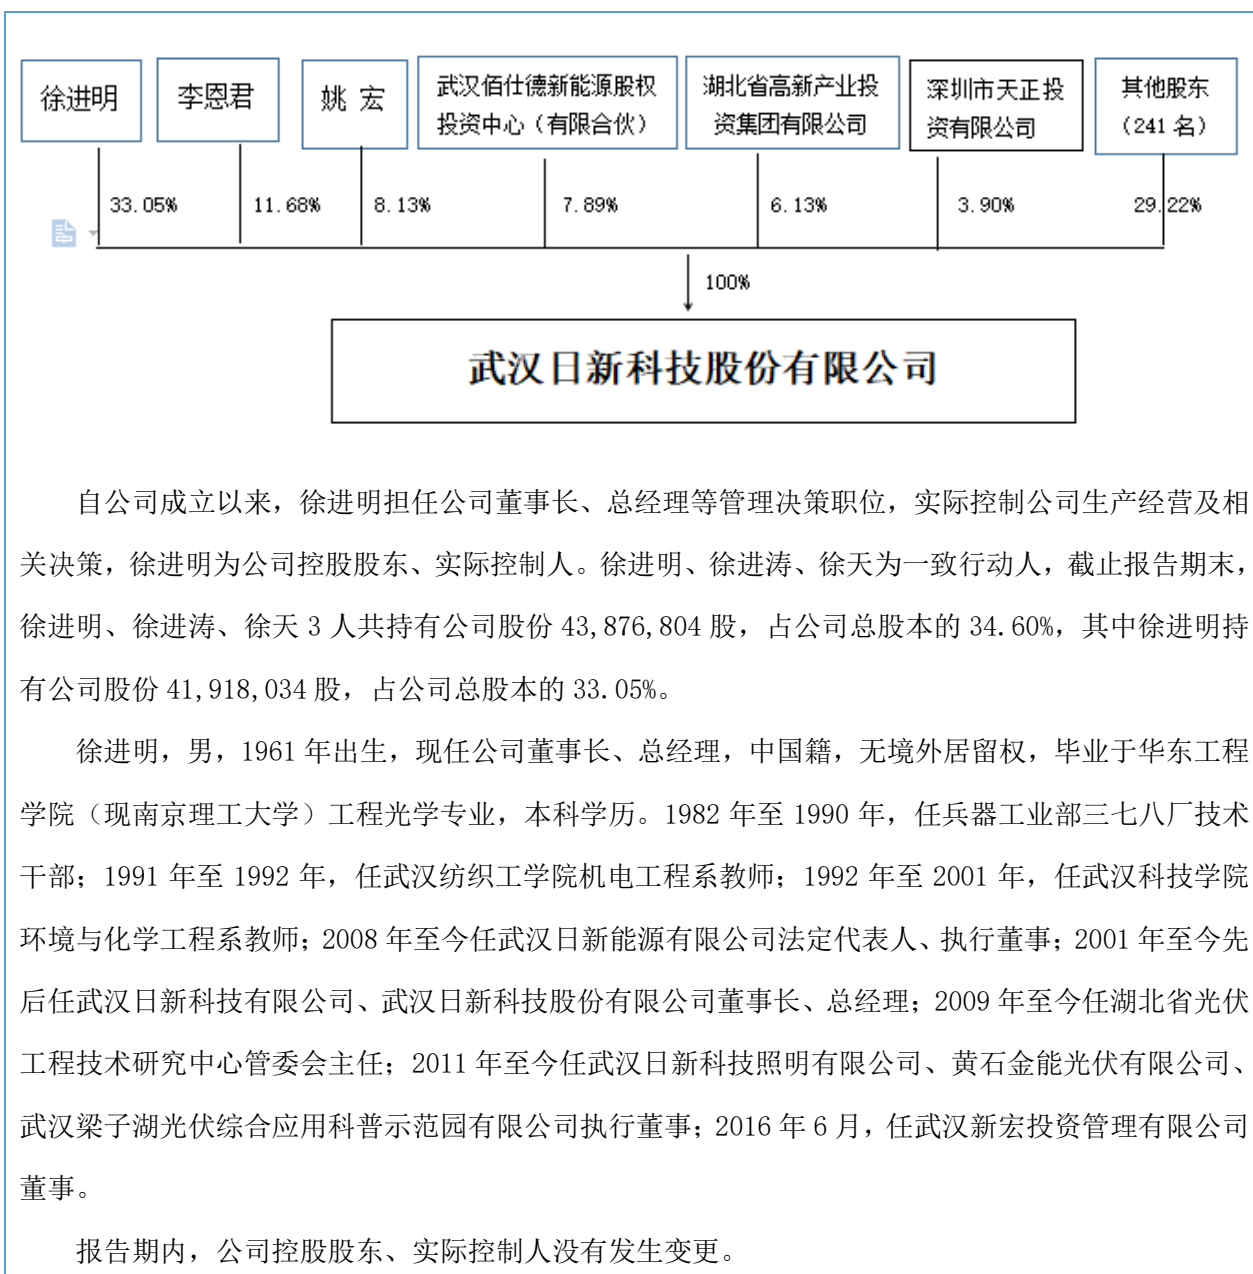 徐进明
李恩君
姚 宏
武汉佰仕德新能源股权
投资中心（有限合伙）
湖北省高新产业投
资集团有限公司
深圳市天正投
资有限公司
其他股东
（241 名）
33.05%
11.68%
8.13%
7.89%
6.13%
3.90%
29.22%
100%
武汉日新科技股份有限公司
自公司成立以来，徐进明担任公司董事长、总经理等管理决策职位，实际控制公司生产经营及相
关决策，徐进明为公司控股股东、实际控制人。徐进明、徐进涛、徐天为一致行动人，截止报告期末，
徐进明、徐进涛、徐天 3 人共持有公司股份 43,876,804 股，占公司总股本的 34.60%，其中徐进明持
有公司股份 41,918,034 股，占公司总股本的 33.05%。
徐进明，男，1961 年出生，现任公司董事长、总经理，中国籍，无境外居留权，毕业于华东工程
学院（现南京理工大学）工程光学专业，本科学历。1982 年至 1990 年，任兵器工业部三七八厂技术
干部；1991 年至 1992 年，任武汉纺织工学院机电工程系教师；1992 年至 2001 年，任武汉科技学院
环境与化学工程系教师；2008 年至今任武汉日新能源有限公司法定代表人、执行董事；2001 年至今先
后任武汉日新科技有限公司、武汉日新科技股份有限公司董事长、总经理；2009 年至今任湖北省光伏
工程技术研究中心管委会主任；2011 年至今任武汉日新科技照明有限公司、黄石金能光伏有限公司、
武汉梁子湖光伏综合应用科普示范园有限公司执行董事；2016 年 6 月，任武汉新宏投资管理有限公司
董事。
报告期内，公司控股股东、实际控制人没有发生变更。